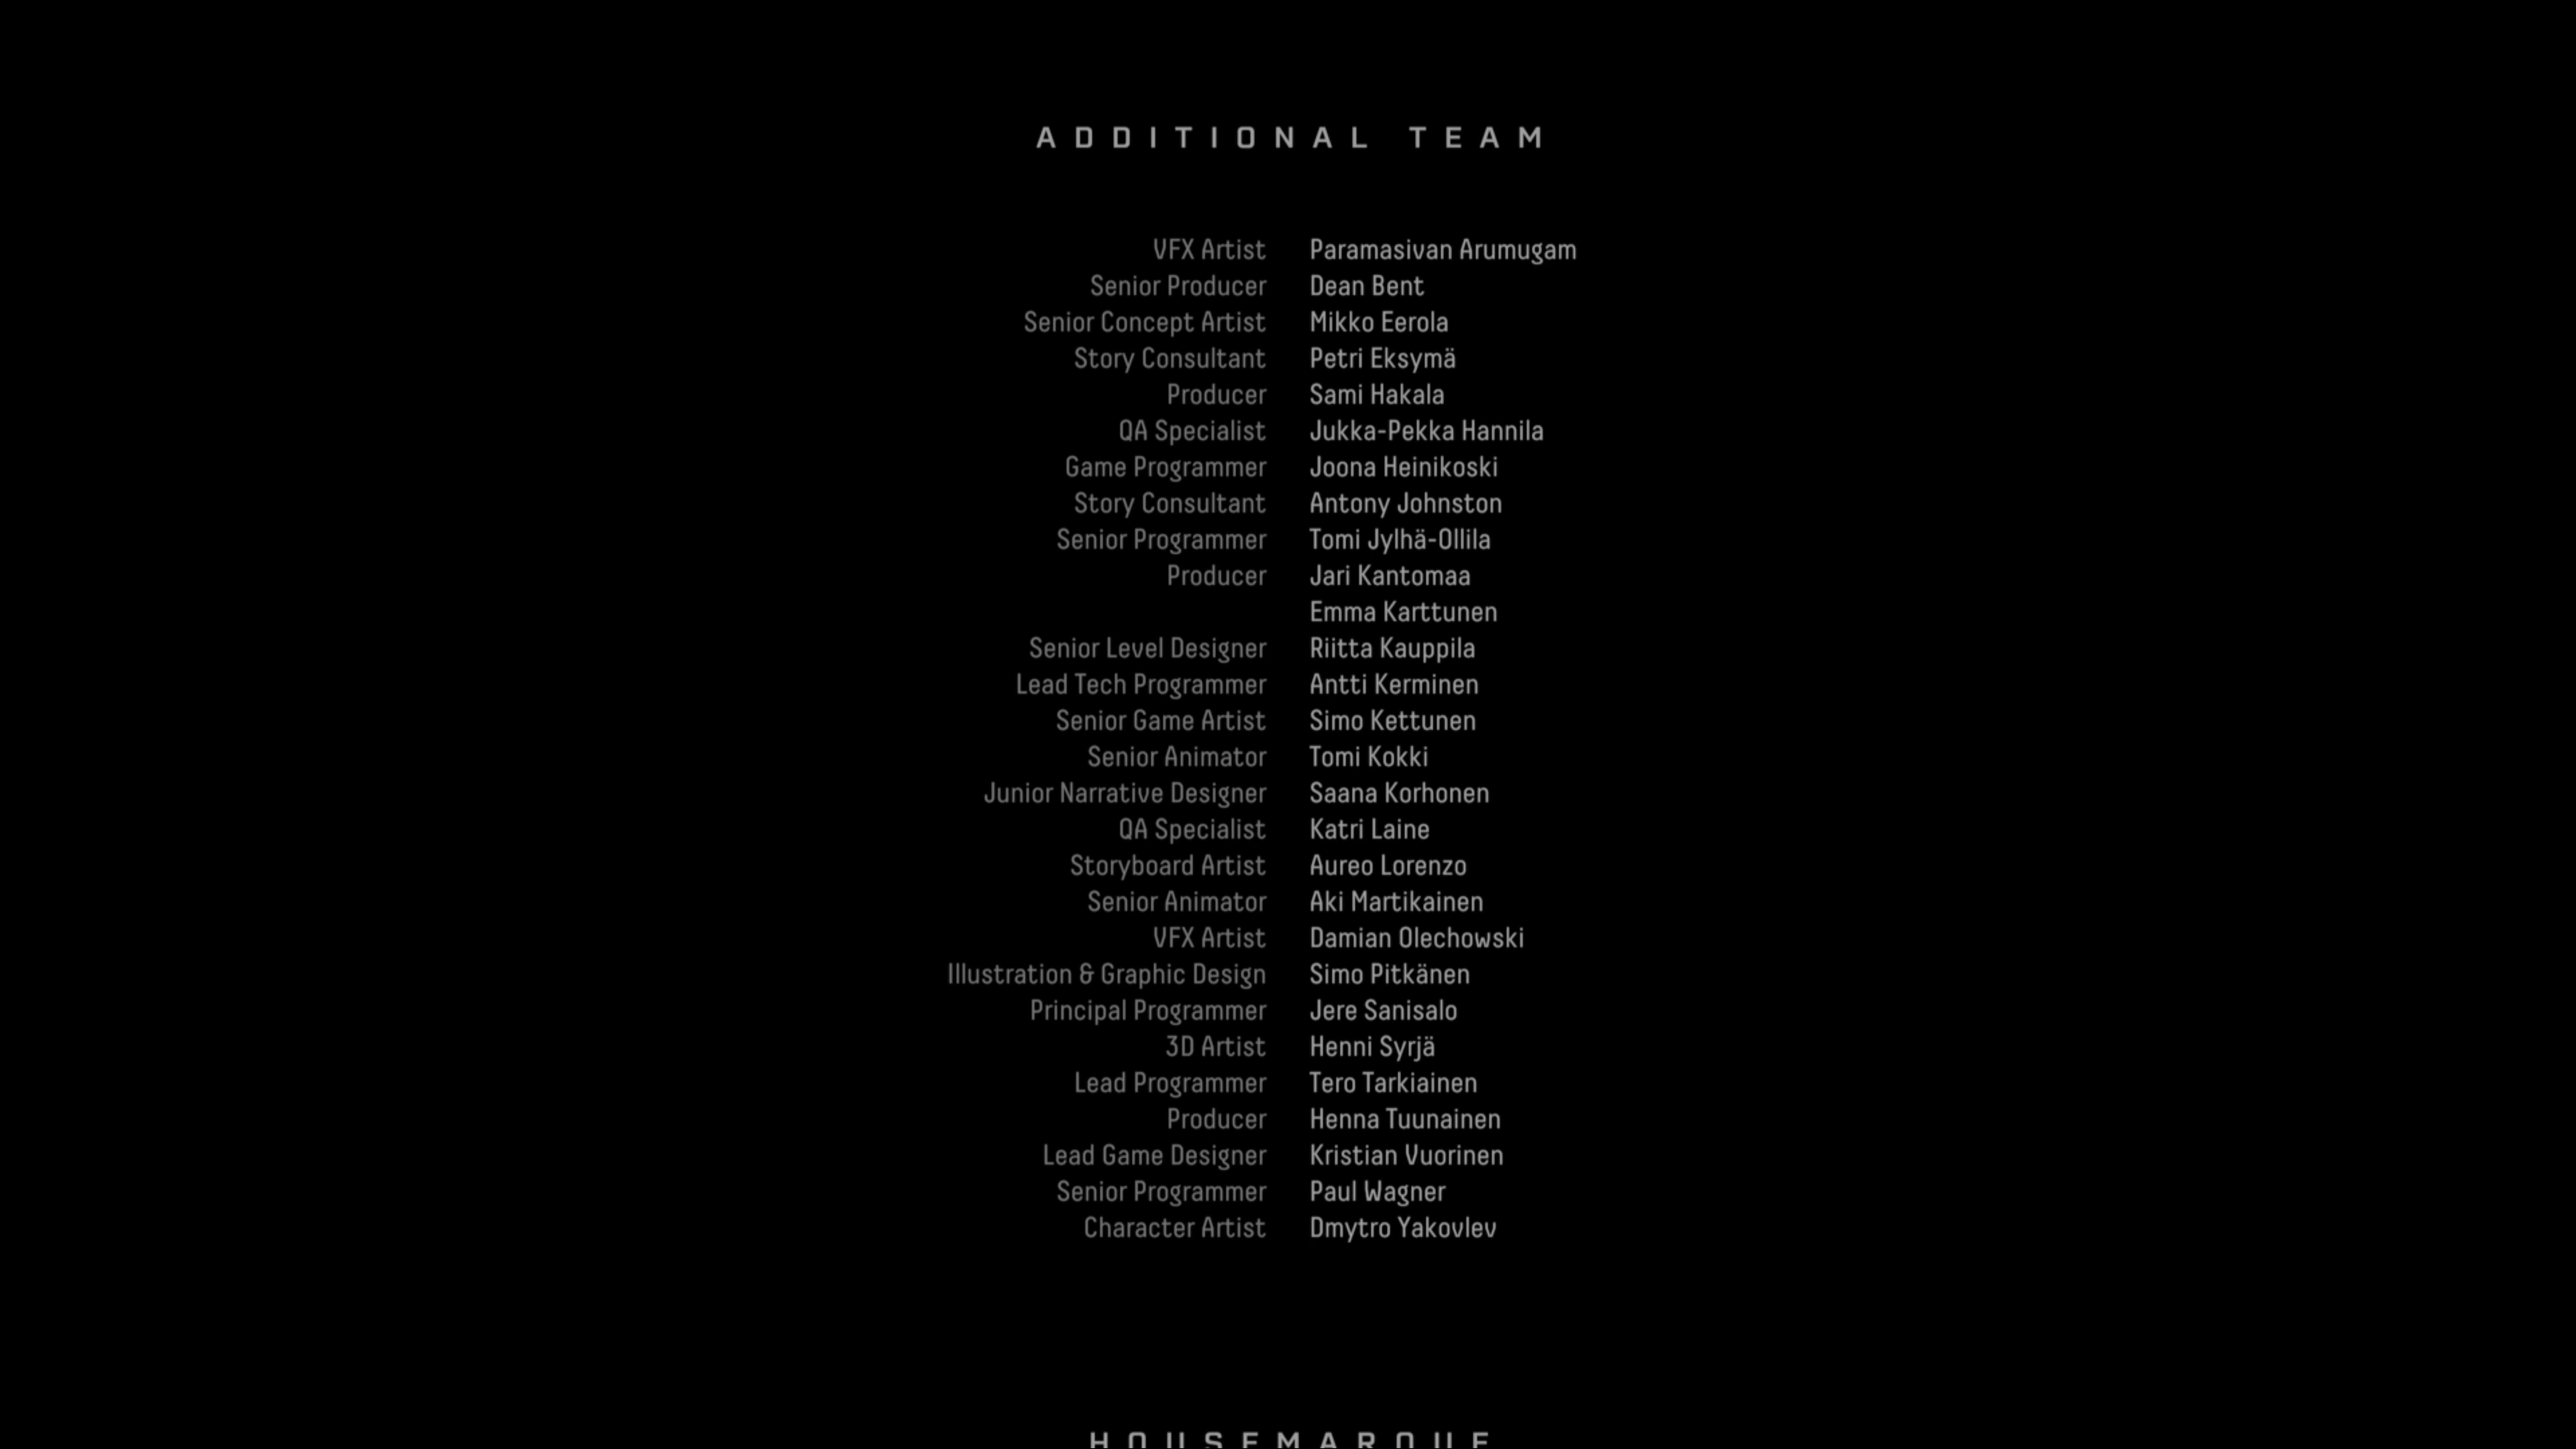 ADDITIONAL TEAM
VFX Artist Paramasivan Arumugam
Senior Producer Dean Bent
Senior Concept Artist Mikko Eerola
Story Consultant Petri Eksymä
Producer Sami Hakala
QA Specialist Jukka-Pekka Hannila
Game Programmer Joona Heinikoski
Story Consultant Antony Johnston
Senior Programmer Tomi Jylhä-Ollila
Producer Jari Kantomaa
Emma Karttunen
Senior Level Designer Riitta Kauppila
Lead Tech Programmer Antti Kerminen
Senior Game Artist Simo Kettunen
Senior Animator Tomi Kokki
Junior Narrative Designer Saana Korhonen
QA Specialist Katri Laine
Storyboard Artist Aureo Lorenzo
Senior Animator Aki Martikainen
VFX Artist Damian Olechowski
Illustration & Graphic Design Simo Pitkänen
Principal Programmer Jere Sanisalo
3D Artist Henni Syrjä
Lead Programmer Tero Tarkiainen
Producer Henna Tuunainen
Lead Game Designer Kristian Vuorinen
Senior Programmer Paul Wagner
Character Artist Dmytro Yakovlev
HOUSEMARQUE